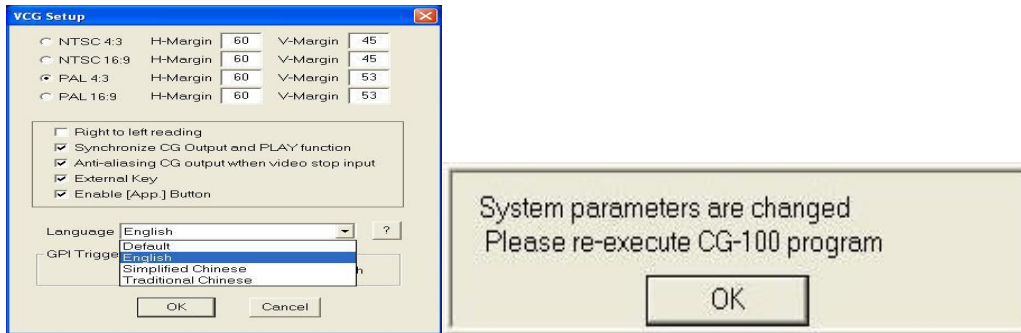 VCG Setup
NTSC 4:3 H-Margin 60 V-Margin 45
NTSC 16:9 H-Margin 60 V-Margin 45
PAL 4:3 H-Margin 60 V-Margin 53
PAL 16:9 H-Margin 60 V-Margin 53
Right to left reading
Synchronize CG Output and PLAY function
Anti-aliasing CG output wthen video stop input
External Key
Enable [App.] Button
Language English ?
Default
GPI Trigge
English
Simplified Chinese
h
Traditional Chinese
OK Cancel
System parameters are changed
Please re-execute CG-100 program
OK